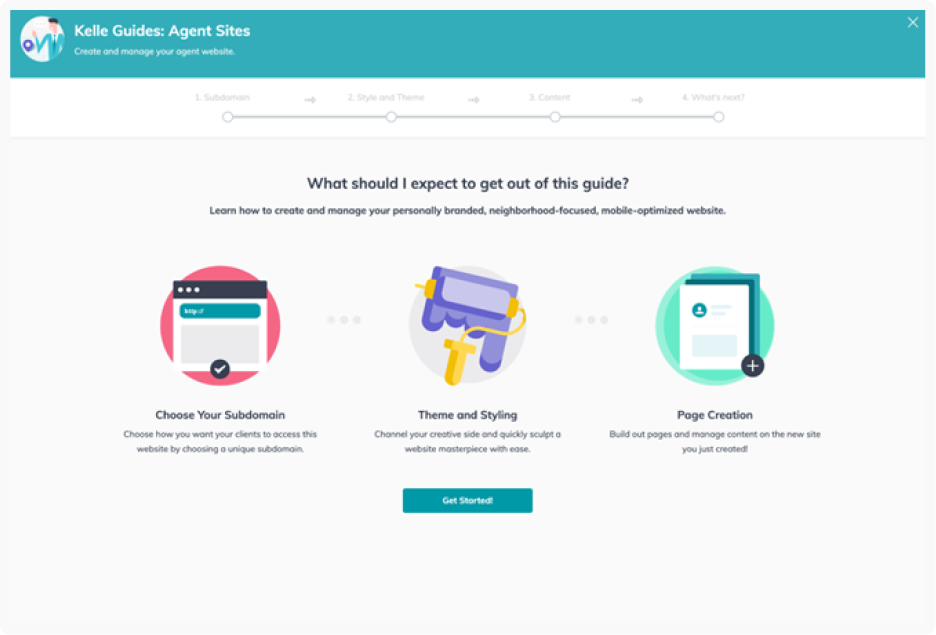 Kelle Guides: Agent Sites
Create and manage your agent website.
1. Subdomain
2. Style and Theme
3. Content
4. What's next?
What should I expect to get out of this guide?
Learn how to create and manage your personally branded, neighborhood-focused, mobile-optimized website.
http://
Choose Your Subdomain
Choose how you want your clients to access this
website by choosing a unique subdomain.
Theme and Styling
Channel your creative side and quickly sculpt a
website masterpiece with ease.
Page Creation
Build out pages and manage content on the new site
you just created!
Get Started!